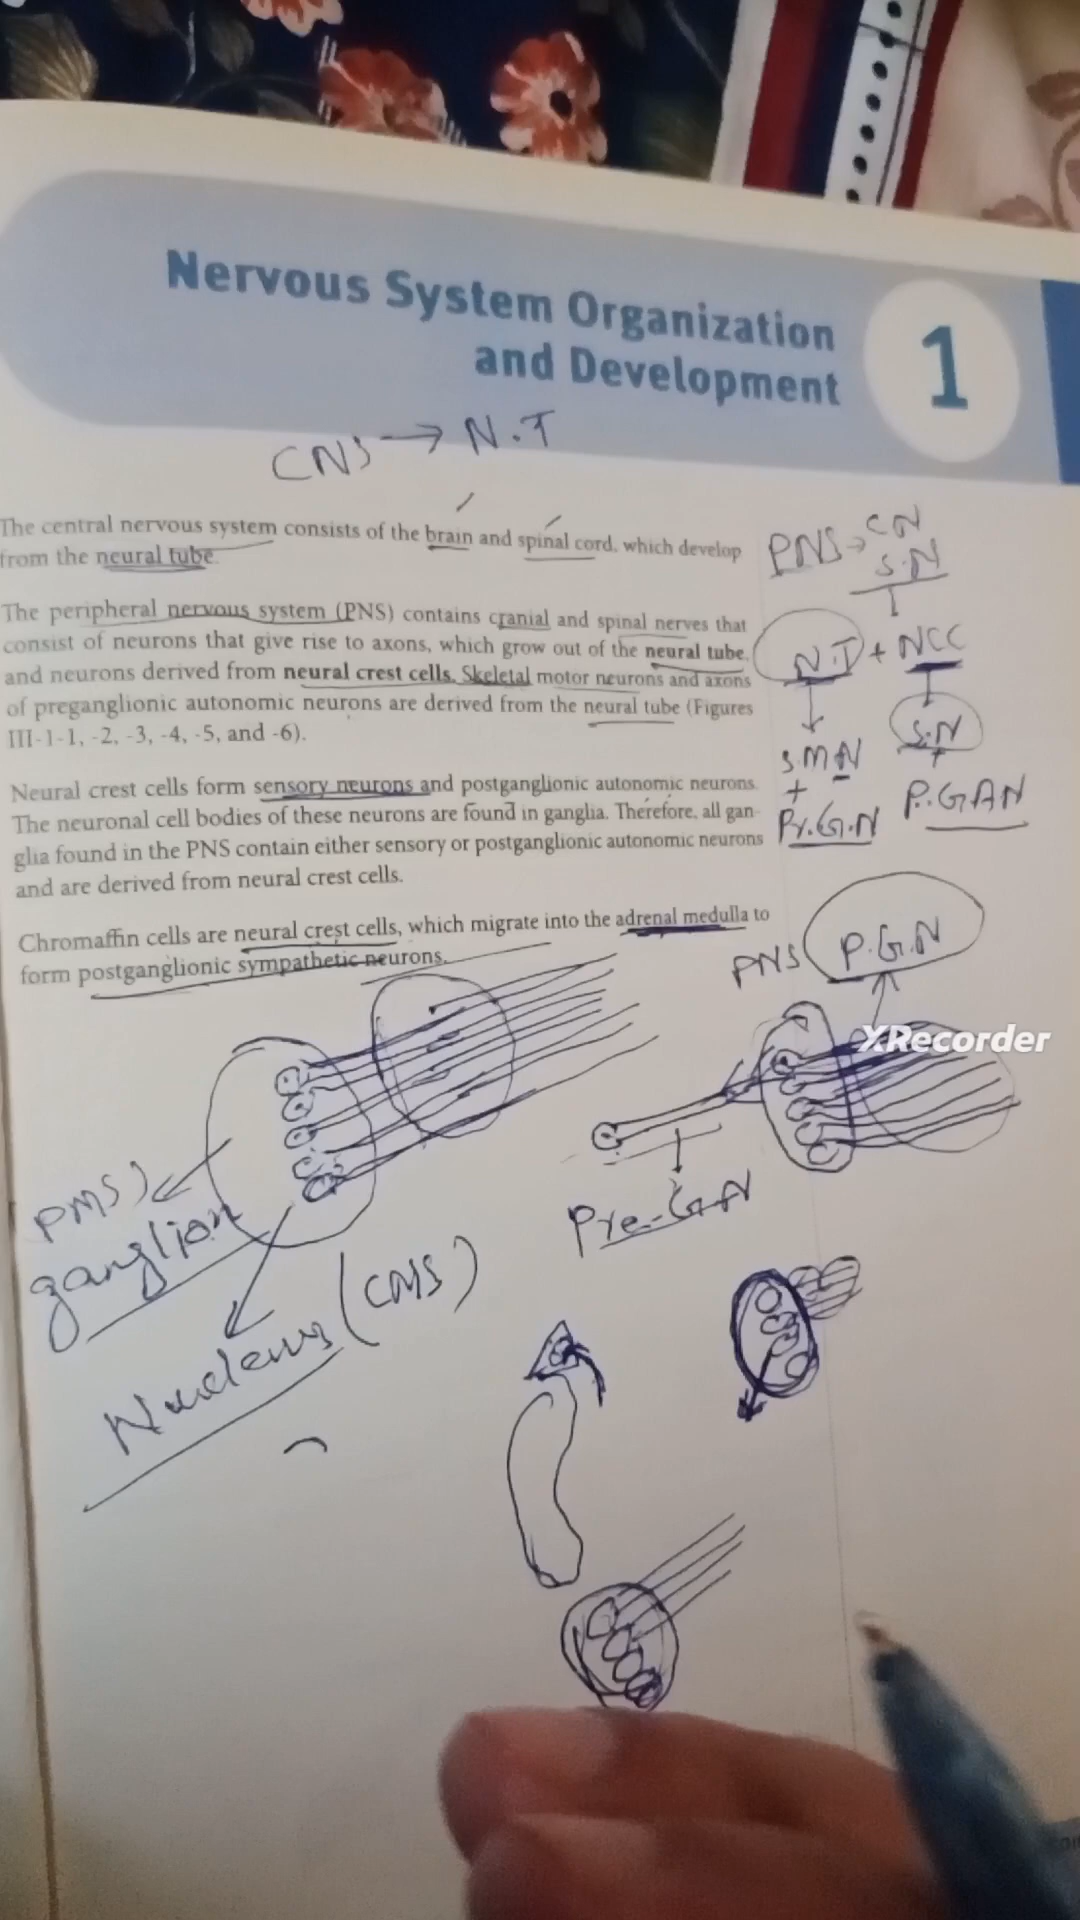 Nervous System Organization
and Development
1
CNS → N.T
The central nervous system consists of the brain and spinal cord, which develop
from the neural tube.
PNS → CN
S.N
N.T + NCC
S.M.N
+
Pr.G.N
S.N
+
P.GAN
The peripheral nervous system (PNS) contains cranial and spinal nerves that
consist of neurons that give rise to axons, which grow out of the neural tube,
and neurons derived from neural crest cells. Skeletal motor neurons and axons
of preganglionic autonomic neurons are derived from the neural tube (Figures
III-1-1, -2, -3, -4, -5, and -6).
Neural crest cells form sensory neurons and postganglionic autonomic neurons.
The neuronal cell bodies of these neurons are found in ganglia. Therefore, all gan-
glia found in the PNS contain either sensory or postganglionic autonomic neurons
and are derived from neural crest cells.
Chromaffin cells are neural crest cells, which migrate into the adrenal medulla to
form postganglionic sympathetic neurons.
PNS P.G.N
XRecorder
PNS)
ganglion
Pre-GN
Nucleus (CNS)